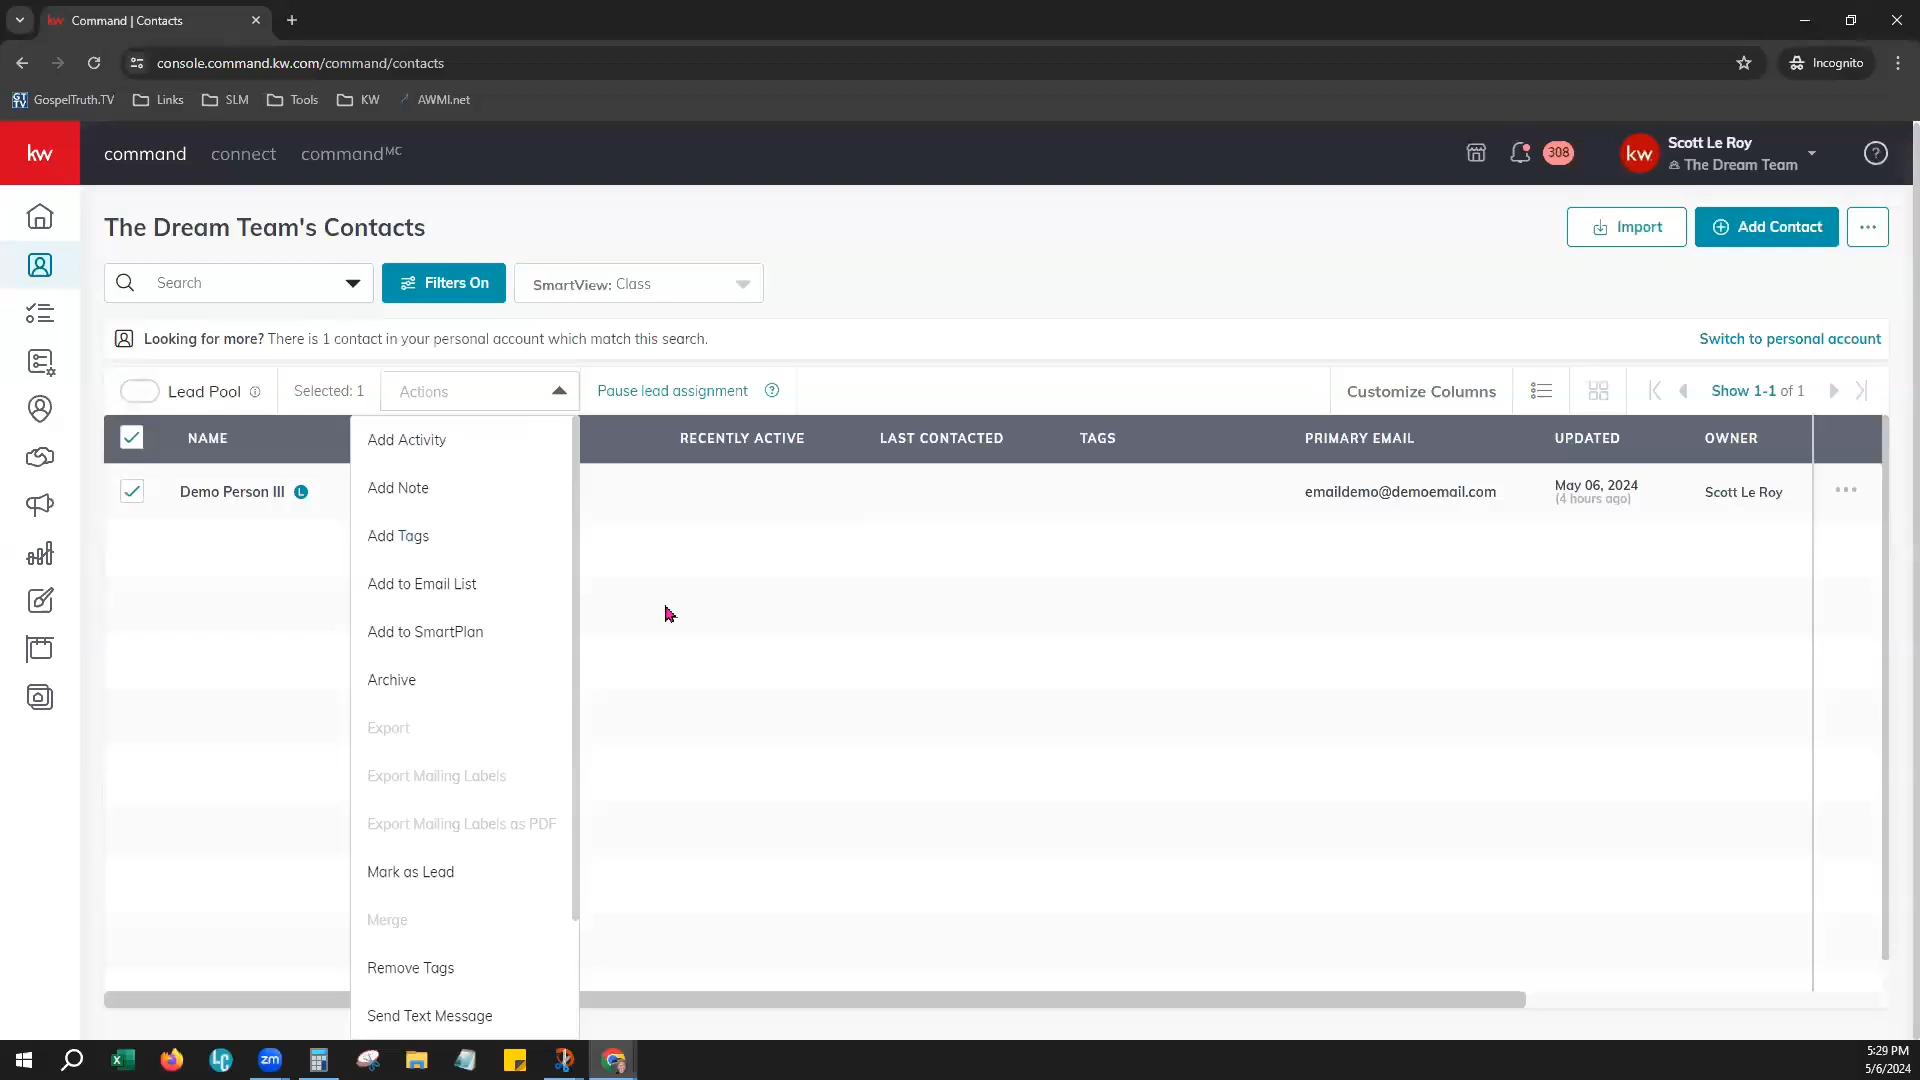 kw Command | Contacts
console.command.kw.com/command/contacts
Incognito
GT TV GospelTruth.TV Links SLM Tools KW AWMI.net
kw command connect commandMC
308 kw Scott Le Roy
The Dream Team
The Dream Team's Contacts
Import Add Contact
Search Filters On SmartView: Class
Looking for more? There is 1 contact in your personal account which match this search. Switch to personal account
Lead Pool Selected: 1 Actions Pause lead assignment Customize Columns Show 1-1 of 1
NAME RECENTLY ACTIVE LAST CONTACTED TAGS PRIMARY EMAIL UPDATED OWNER
Demo Person III L emaildemo@demoemail.com May 06, 2024 Scott Le Roy
(4 hours ago)
Add Activity
Add Note
Add Tags
Add to Email List
Add to SmartPlan
Archive
Export
Export Mailing Labels
Export Mailing Labels as PDF
Mark as Lead
Merge
Remove Tags
Send Text Message
LC zm
5:29 PM
5/6/2024